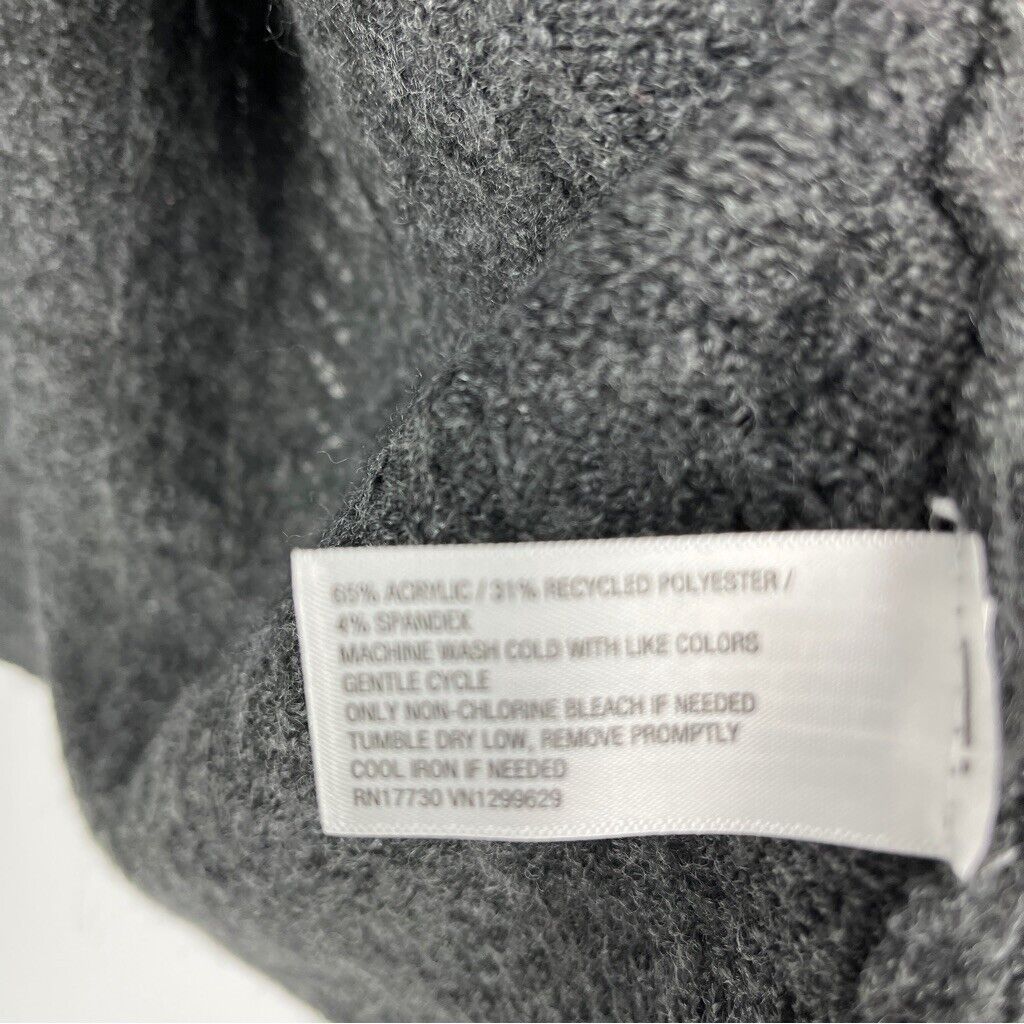 65% ACRYLIC / 31% RECYCLED POLYESTER /
4% SPANDEX
MACHINE WASH COLD WITH LIKE COLORS
GENTLE CYCLE
ONLY NON-CHLORINE BLEACH IF NEEDED
TUMBLE DRY LOW, REMOVE PROMPTLY
COOL IRON IF NEEDED
RN17730 VN1299629